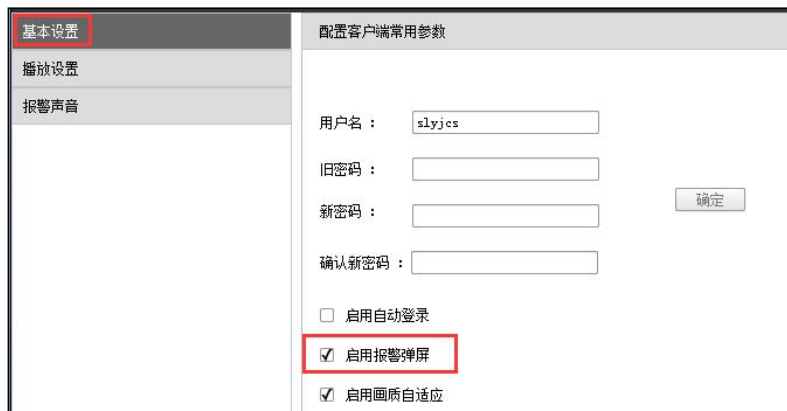 基本设置
播放设置
报警声音
配置客户端常用参数
用户名 : slyjcs
旧密码 :
新密码 :
确定
确认新密码 :
启用自动登录
启用报警弹屏
启用画质自适应